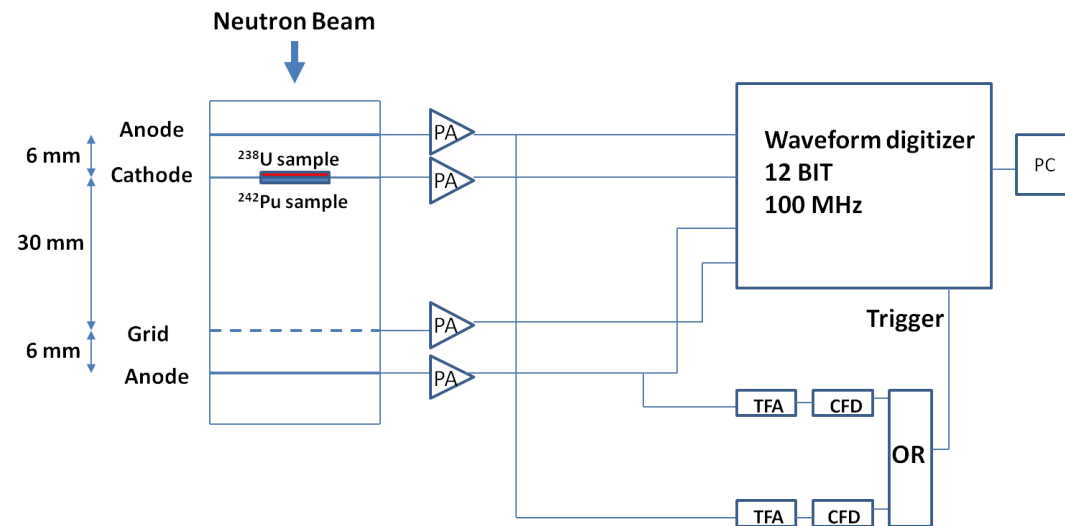 Neutron Beam
Anode
6 mm
²³⁸U sample
Cathode
²⁴²Pu sample
30 mm
Grid
6 mm
Anode
PA
PA
PA
PA
Waveform digitizer
12 BIT
100 MHz
PC
Trigger
TFA
CFD
OR
TFA
CFD